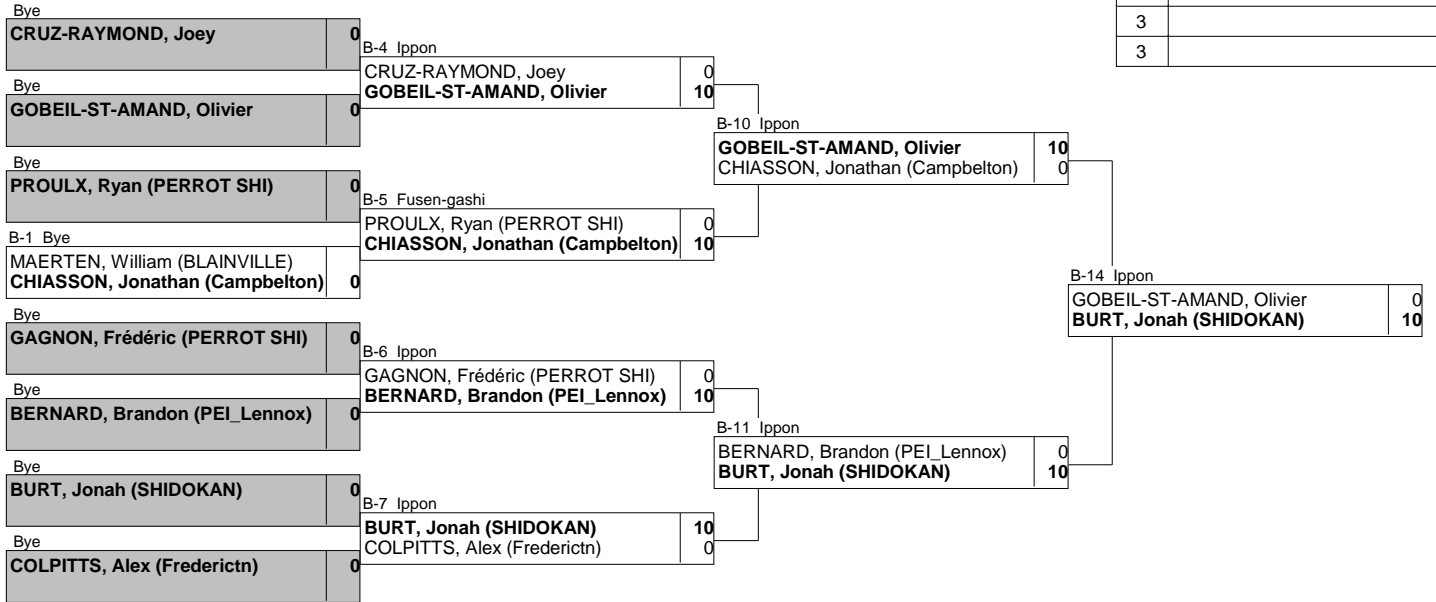 Bye
CRUZ-RAYMOND, Joey 0
Bye
GOBEIL-ST-AMAND, Olivier 0
Bye
PROULX, Ryan (PERROT SHI) 0
B-1 Bye
MAERTEN, William (BLAINVILLE)
CHIASSON, Jonathan (Campbelton) 0
Bye
GAGNON, Frédéric (PERROT SHI) 0
Bye
BERNARD, Brandon (PEI_Lennox) 0
Bye
BURT, Jonah (SHIDOKAN) 0
Bye
COLPITTS, Alex (Frederictn) 0
B-4 Ippon
CRUZ-RAYMOND, Joey 0
GOBEIL-ST-AMAND, Olivier 10
B-5 Fusen-gashi
PROULX, Ryan (PERROT SHI) 0
CHIASSON, Jonathan (Campbelton) 10
B-6 Ippon
GAGNON, Frédéric (PERROT SHI) 0
BERNARD, Brandon (PEI_Lennox) 10
B-7 Ippon
BURT, Jonah (SHIDOKAN) 10
COLPITTS, Alex (Frederictn) 0
B-10 Ippon
GOBEIL-ST-AMAND, Olivier 10
CHIASSON, Jonathan (Campbelton) 0
B-11 Ippon
BERNARD, Brandon (PEI_Lennox) 0
BURT, Jonah (SHIDOKAN) 10
B-14 Ippon
GOBEIL-ST-AMAND, Olivier 0
BURT, Jonah (SHIDOKAN) 10
3
3